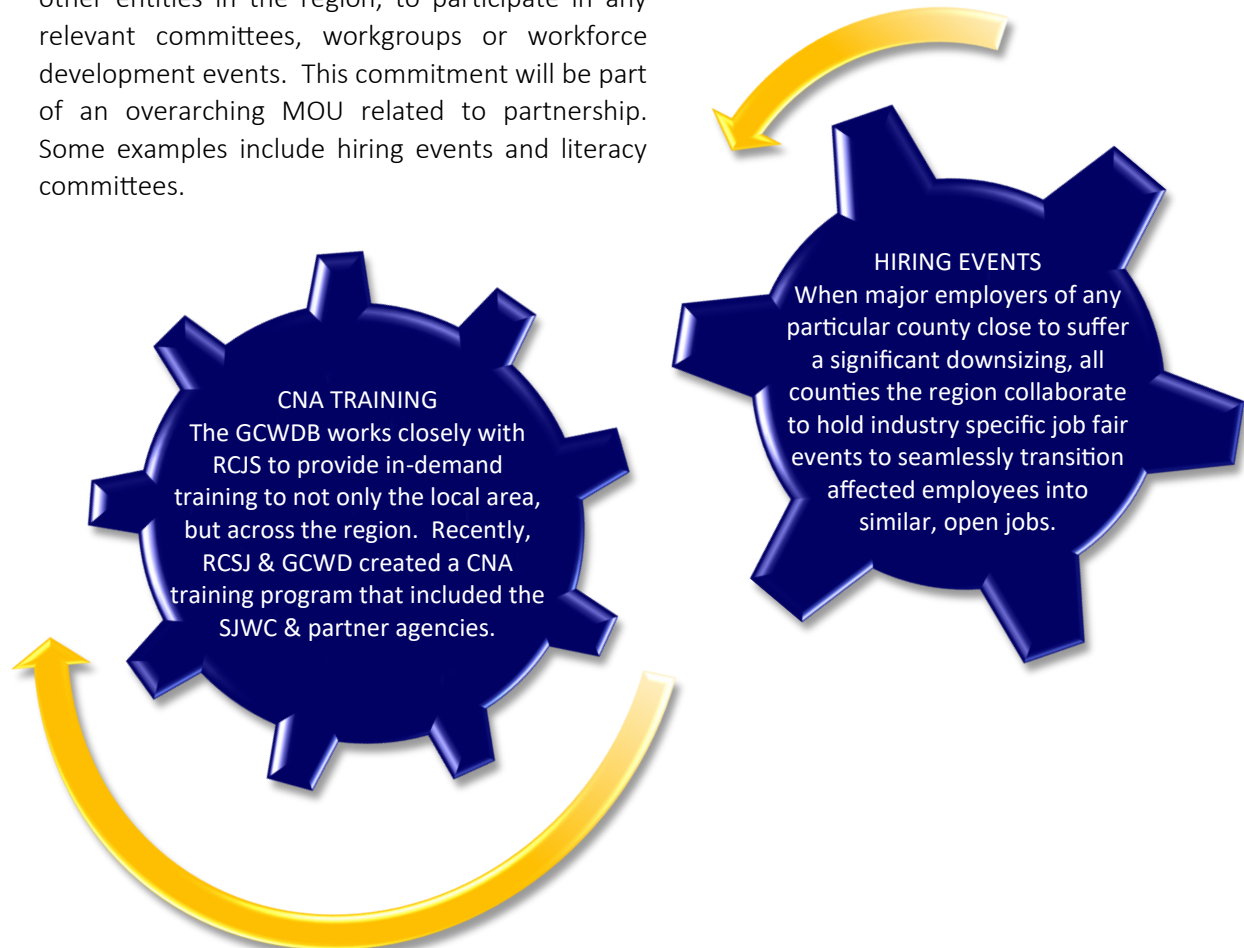 other entities in the region, to participate in any
relevant committees, workgroups or workforce
development events. This commitment will be part
of an overarching MOU related to partnership.
Some examples include hiring events and literacy
committees.
HIRING EVENTS
When major employers of any
particular county close to suffer
a significant downsizing, all
counties the region collaborate
to hold industry specific job fair
events to seamlessly transition
affected employees into
similar, open jobs.
CNA TRAINING
The GCWDB works closely with
RCJS to provide in-demand
training to not only the local area,
but across the region. Recently,
RCSJ & GCWD created a CNA
training program that included the
SJWC & partner agencies.